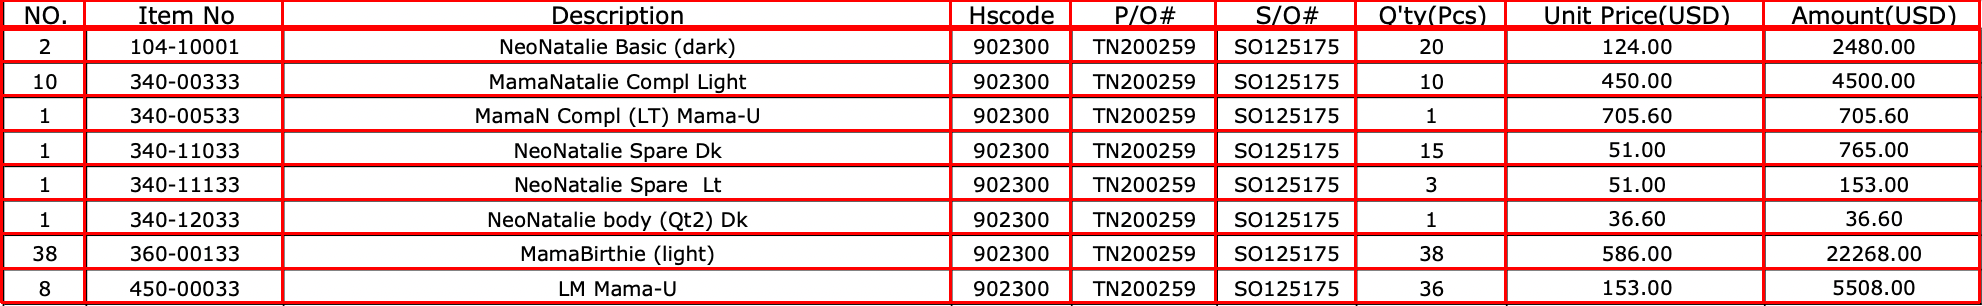 NO. Item No Description Hscode P/O# S/O# Q'ty(Pcs) Unit Price(USD) Amount(USD)
2 104-10001 NeoNatalie Basic (dark) 902300 TN200259 SO125175 20 124.00 2480.00
10 340-00333 MamaNatalie Compl Light 902300 TN200259 SO125175 10 450.00 4500.00
1 340-00533 MamaN Compl (LT) Mama-U 902300 TN200259 SO125175 1 705.60 705.60
1 340-11033 NeoNatalie Spare Dk 902300 TN200259 SO125175 15 51.00 765.00
1 340-11133 NeoNatalie Spare  Lt 902300 TN200259 SO125175 3 51.00 153.00
1 340-12033 NeoNatalie body (Qt2) Dk 902300 TN200259 SO125175 1 36.60 36.60
38 360-00133 MamaBirthie (light) 902300 TN200259 SO125175 38 586.00 22268.00
8 450-00033 LM Mama-U 902300 TN200259 SO125175 36 153.00 5508.00